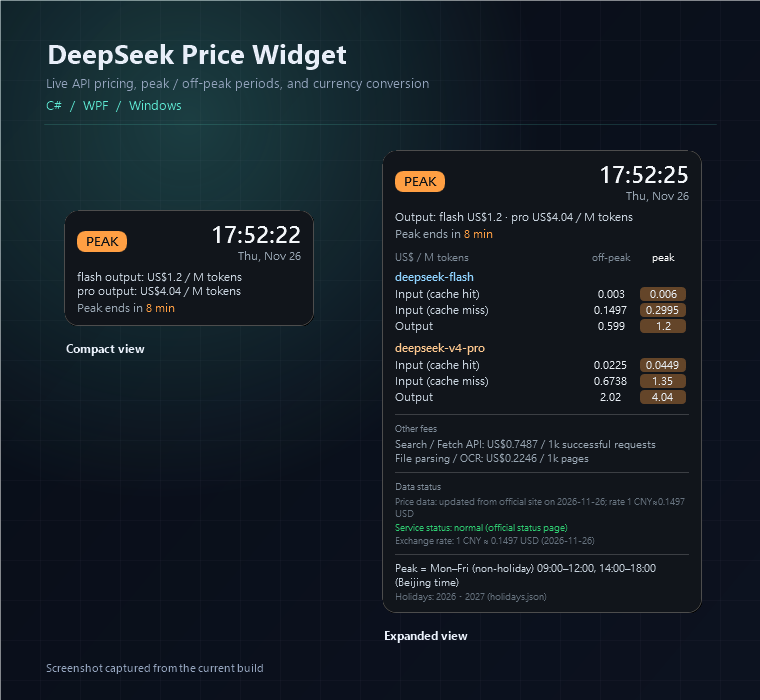 DeepSeek Price Widget
Live API pricing, peak / off-peak periods, and currency conversion
C# / WPF / Windows
PEAK
17:52:22
Thu, Nov 26
flash output: US$1.2 / M tokens
pro output: US$4.04 / M tokens
Peak ends in 8 min
Compact view
PEAK
17:52:25
Thu, Nov 26
Output: flash US$1.2 · pro US$4.04 / M tokens
Peak ends in 8 min
US$ / M tokens off-peak peak
deepseek-flash
Input (cache hit) 0.003 0.006
Input (cache miss) 0.1497 0.2995
Output 0.599 1.2
deepseek-v4-pro
Input (cache hit) 0.0225 0.0449
Input (cache miss) 0.6738 1.35
Output 2.02 4.04
Other fees
Search / Fetch API: US$0.7487 / 1k successful requests
File parsing / OCR: US$0.2246 / 1k pages
Data status
Price data: updated from official site on 2026-11-26; rate 1 CNY≈0.1497
USD
Service status: normal (official status page)
Exchange rate: 1 CNY ≈ 0.1497 USD (2026-11-26)
Peak = Mon–Fri (non-holiday) 09:00–12:00, 14:00–18:00
(Beijing time)
Holidays: 2026 - 2027 (holidays.json)
Expanded view
Screenshot captured from the current build